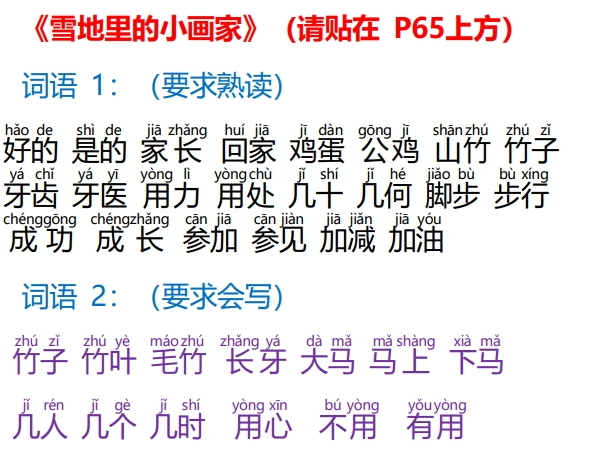 《雪地里的小画家》(请贴在 P65上方)
词语 1：（要求熟读）
hǎo de shì de jiā zhǎng huí jiā jī dàn gōng jī shān zhú zhú zǐ
好的 是的 家长 回家 鸡蛋 公鸡 山竹 竹子
yá chǐ yá yī yòng lì yòng chù jǐ shí jǐ hé jiǎo bù bù xíng
牙齿 牙医 用力 用处 几十 几何 脚步 步行
chéng gōng chéng zhǎng cān jiā cān jiàn jiā jiǎn jiā yóu
成功 成长 参加 参见 加减 加油
词语 2：（要求会写）
zhú zǐ zhú yè máo zhú zhǎng yá dà mǎ mǎ shàng xià mǎ
竹子 竹叶 毛竹 长牙 大马 马上 下马
jǐ rén jǐ gè jǐ shí yòng xīn bú yòng yǒu yòng
几人 几个 几时 用心 不用 有用